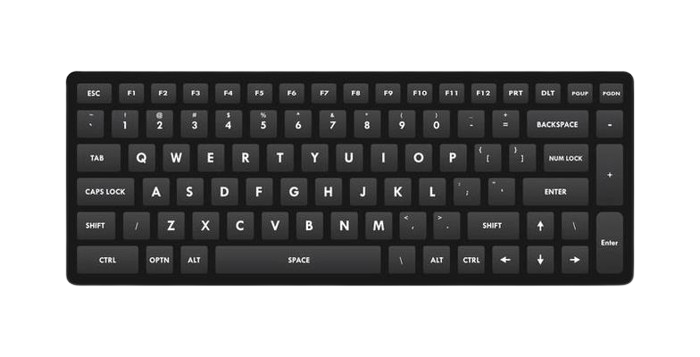 ESC F1 F2 F3 F4 F5 F6 F7 F8 F9 F10 F11 F12 PRT DLT PGUP PGDN
~ ! @ # $ % ^ & * ( ) _ +
` 1 2 3 4 5 6 7 8 9 0 - = BACKSPACE -
TAB Q W E R T Y U I O P { [ } ] NUM LOCK +
CAPS LOCK A S D F G H J K L : ; " ' ENTER
SHIFT / Z X C V B N M < , > . SHIFT ↑ \ Enter
CTRL OPTN ALT SPACE \ ALT CTRL ← ↓ →